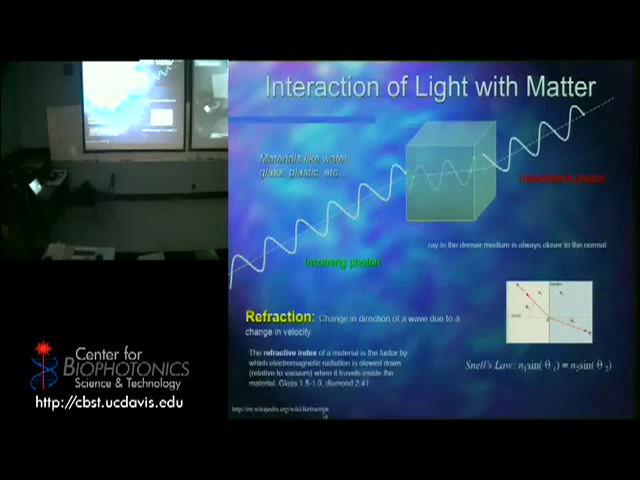 Interaction of Light with Matter
Materials like water,
glass, plastic, etc...
Transmitted photon
ray in the denser medium is always closer to the normal
Incoming photon
Refraction: Change in direction of a wave due to a
change in velocity.
The refractive index of a material is the factor by
which electromagnetic radiation is slowed down
(relative to vacuum) when it travels inside the
material. Glass 1.5-1.9, diamond 2.41
Snell's Law: n1sin( θ 1) = n2sin( θ 2)
http://en.wikipedia.org/wiki/Refraction
Center for
BIOPHOTONICS
Science & Technology
http://cbst.ucdavis.edu